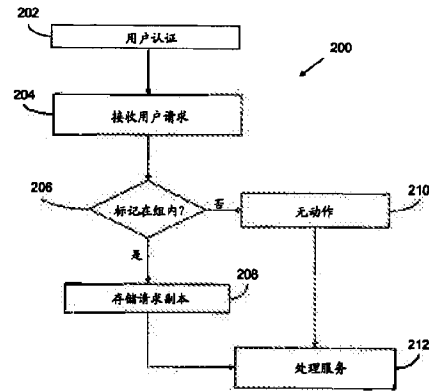 202
用户认证
200
204
接收用户请求
206
标记在组内?
否
210
无动作
是
208
存储请求副本
212
处理服务